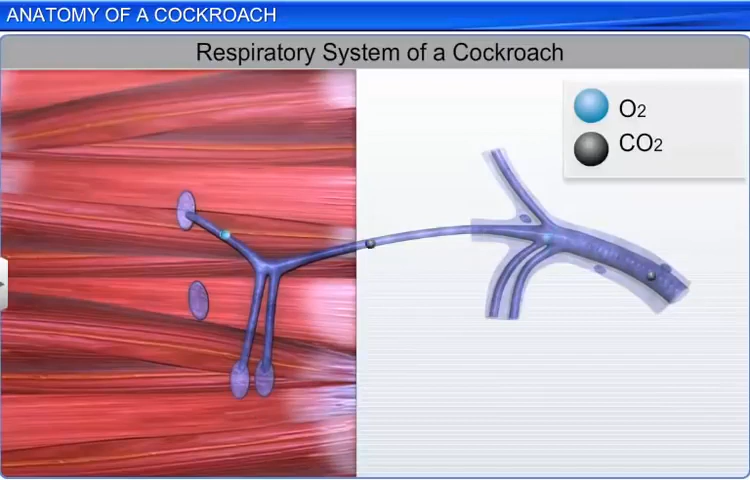 ANATOMY OF A COCKROACH
Respiratory System of a Cockroach
O2
CO2